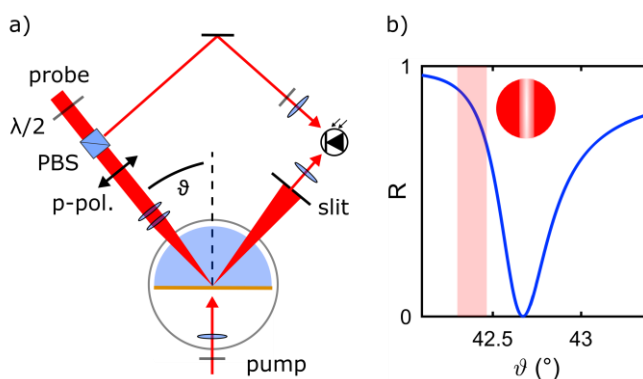 a)
probe
λ/2
PBS
p-pol.
ϑ
slit
pump
b)
1
R
0
42.5 43
ϑ (°)